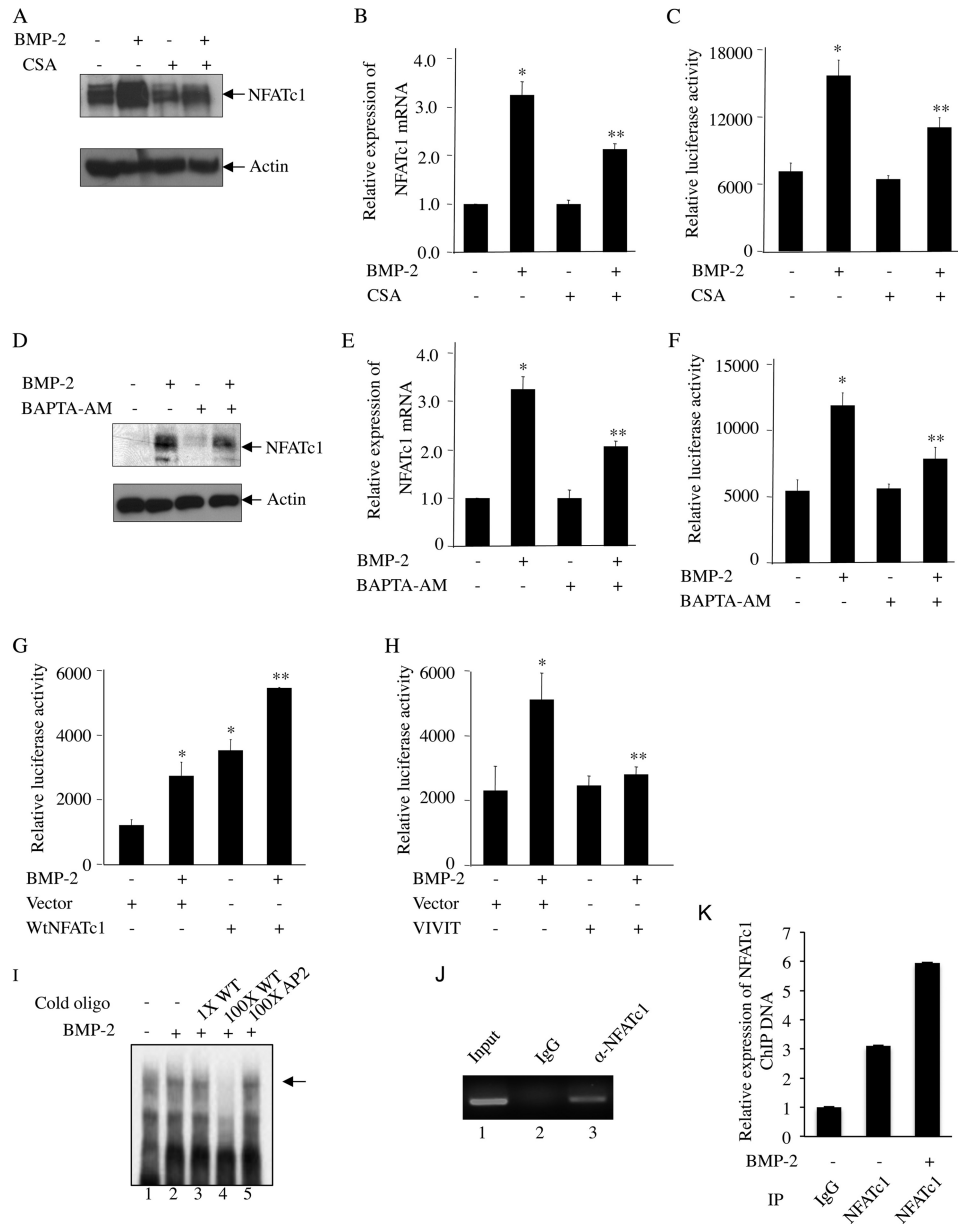 A
BMP-2 - + - +
CSA - - + +
NFATc1
Actin
B
Relative expression of
NFATc1 mRNA
4.0
3.0
2.0
1.0
0.0
*
**
BMP-2 - + - +
CSA - - + +
C
Relative luciferase activity
18000
12000
6000
0
*
**
BMP-2 - + - +
CSA - - + +
D
BMP-2 - + - +
BAPTA-AM - - + +
NFATc1
Actin
E
Relative expression of
NFATc1 mRNA
4.0
3.0
2.0
1.0
0
*
**
BMP-2 - + - +
BAPTA-AM - - + +
F
Relative luciferase activity
15000
10000
5000
0
*
**
BMP-2 - + - +
BAPTA-AM - - + +
G
Relative luciferase activity
6000
4000
2000
0
*
*
**
BMP-2 - + - +
Vector + + - -
WtNFATc1 - - + +
H
Relative luciferase activity
6000
4000
2000
0
*
**
BMP-2 - + - +
Vector + + - -
VIVIT - - + +
I
Cold oligo - - 1X WT 100X WT 100X AP2
BMP-2 - + + + +
1 2 3 4 5
J
Input IgG α-NFATc1
1 2 3
K
Relative expression of NFATc1
ChIP DNA
7
6
5
4
3
2
1
0
BMP-2 - - +
IP IgG NFATc1 NFATc1